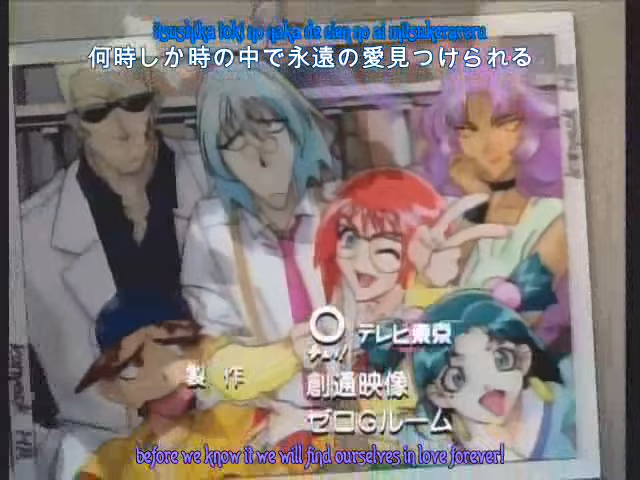 itsushika toki no naka de eien no ai mitsukerareru
何時しか時の中で永遠の愛見つけられる
テレビ東京
製作
創通映像
ゼロGルーム
before we know it we will find ourselves in love forever!